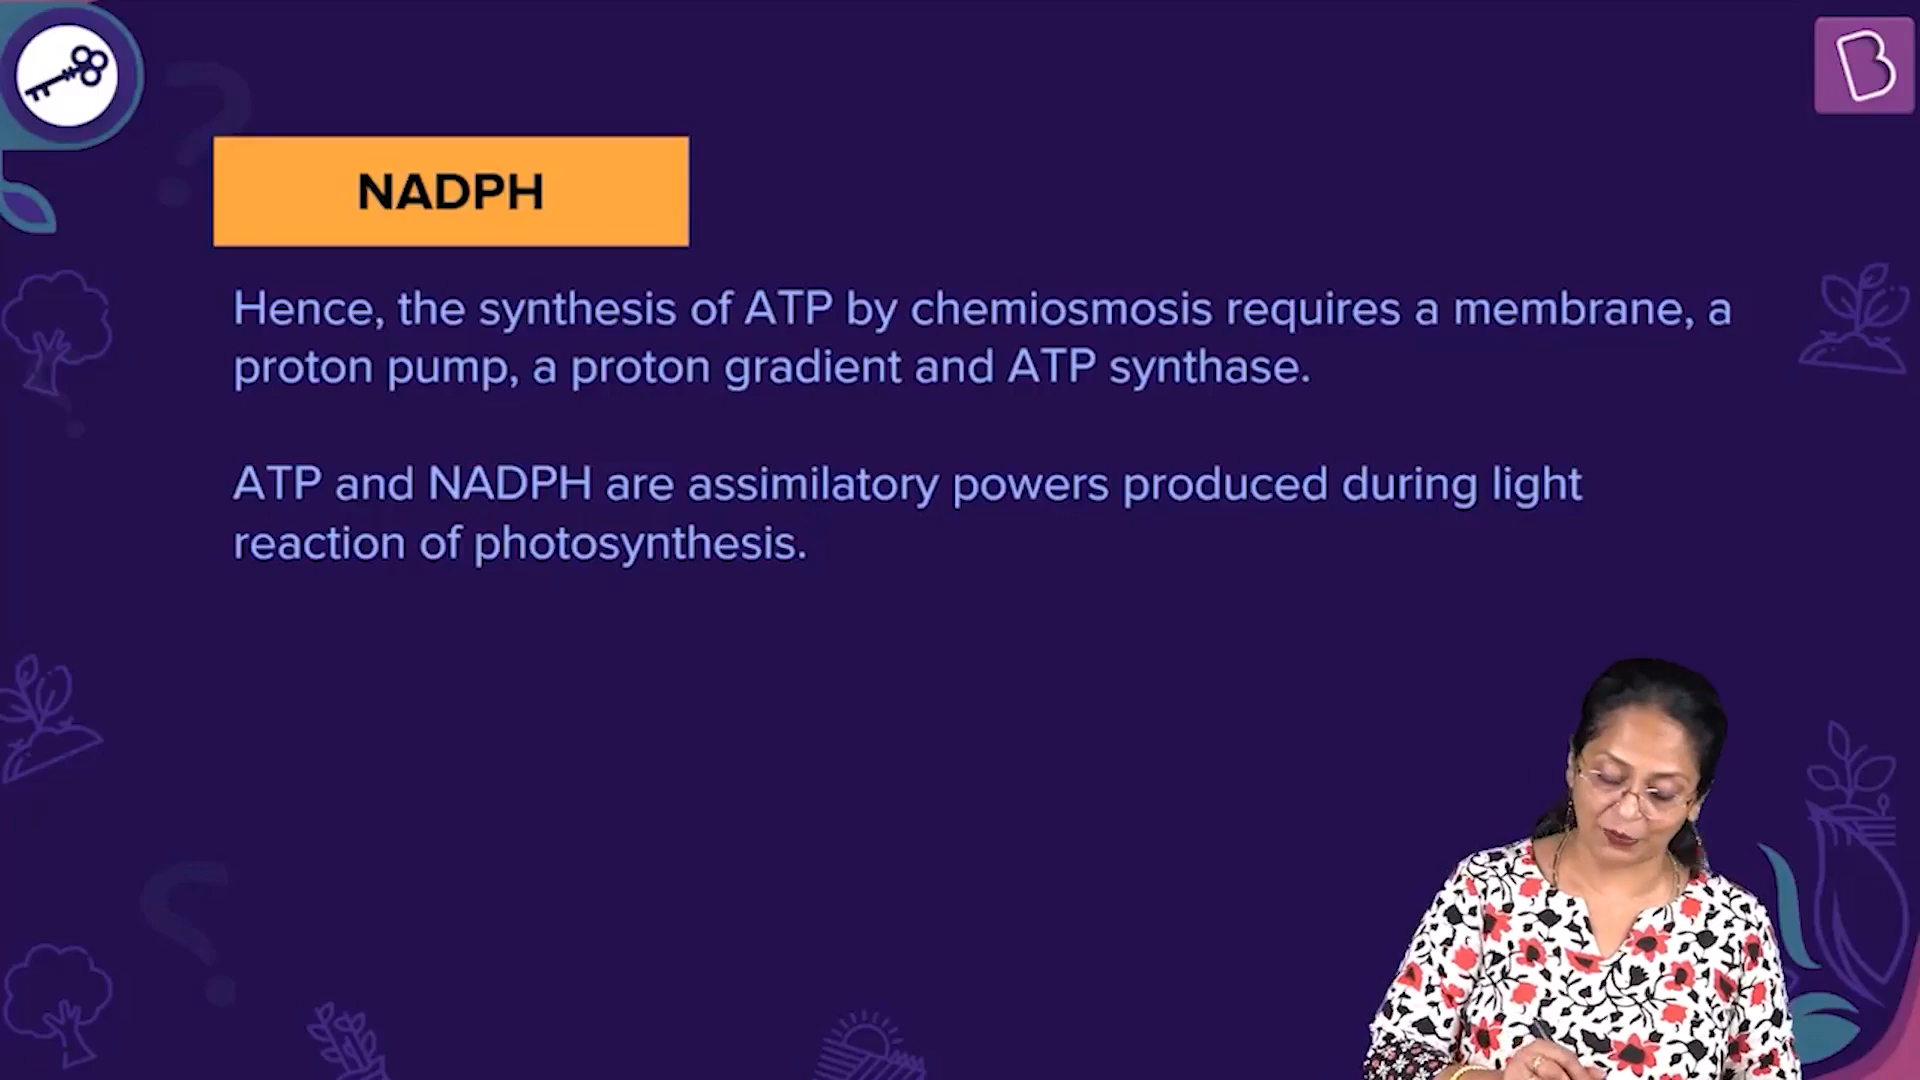 NADPH
Hence, the synthesis of ATP by chemiosmosis requires a membrane, a
proton pump, a proton gradient and ATP synthase.
ATP and NADPH are assimilatory powers produced during light
reaction of photosynthesis.